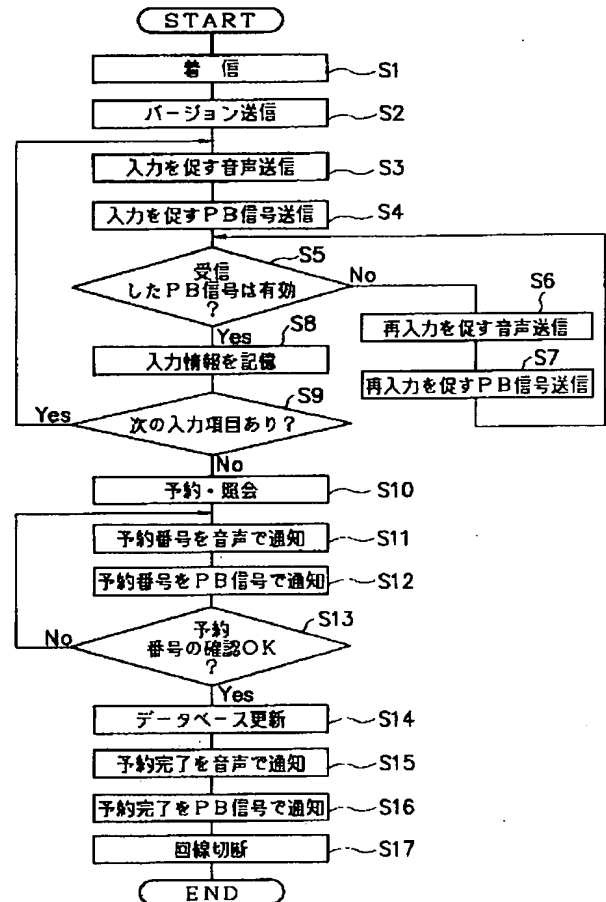 START
着信
S1
バージョン送信
S2
入力を促す音声送信
S3
入力を促すPB信号送信
S4
S5
受信
したPB信号は有効
?
No
S6
再入力を促す音声送信
S7
再入力を促すPB信号送信
Yes
S8
入力情報を記憶
S9
次の入力項目あり?
Yes
No
予約・照会
S10
予約番号を音声で通知
S11
予約番号をPB信号で通知
S12
S13
予約
番号の確認OK
?
No
Yes
データベース更新
S14
予約完了を音声で通知
S15
予約完了をPB信号で通知
S16
回線切断
S17
END